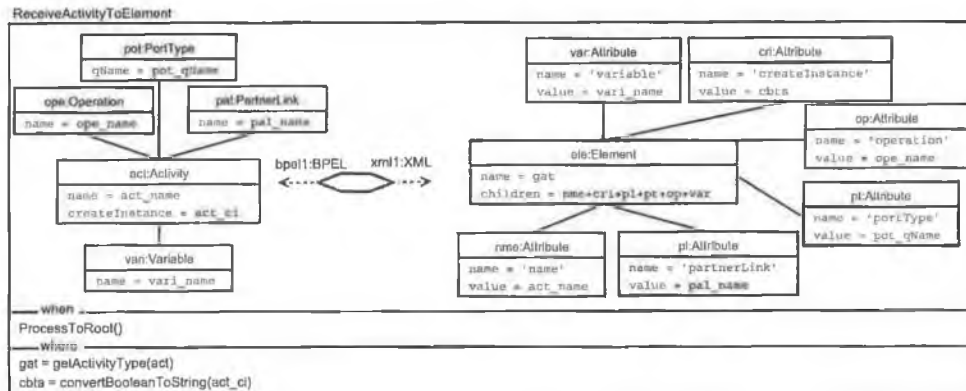 ReceiveActivityToElement
pot:PortType
qName = pot_qName
ope:Operation
name = ope_name
pal:PartnerLink
name = pal_name
act:Activity
name = act_name
createInstance = act_ci
vari:Variable
name = vari_name
bpel1:BPEL
xml1:XML
var:Attribute
name = 'variable'
value = vari_name
cri:Attribute
name = 'createInstance'
value = cbts
op:Attribute
name = 'operation'
value = ope_name
ele:Element
name = gat
children = nme+cri+pl+pt+op+var
pt:Attribute
name = 'portType'
value = pot_qName
nme:Attribute
name = 'name'
value = act_name
pl:Attribute
name = 'partnerLink'
value = pal_name
when
ProcessToRoot()
where
gat = getActivityType(act)
cbts = convertBooleanToString(act_ci)